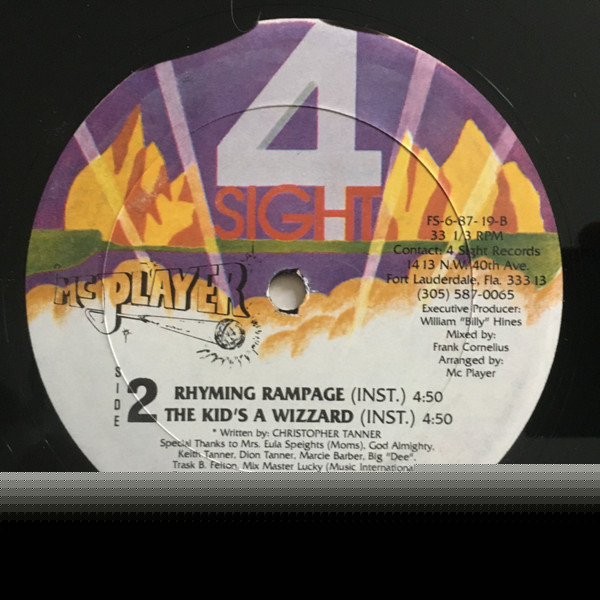 4
SIGHT
FS-6-87-19-B
33 1/3 RPM
Contact: 4 Sight Records
1413 N.W. 40th Ave.
Fort Lauderdale, Fla. 33313
(305) 587-0065
Executive Producer:
William "Billy" Hines
Mixed by:
Frank Cornelius
Arranged by:
Mc Player
MC PLAYER
SIDE 2
RHYMING RAMPAGE (INST.) 4:50
THE KID'S A WIZZARD (INST.) 4:50
* Written by: CHRISTOPHER TANNER
Special Thanks to Mrs. Eula Speights (Moms), God Almighty,
Keith Tanner, Dion Tanner, Marcie Barber, Big "Dee",
Trask B. Felton, Mix Master Lucky (Music International